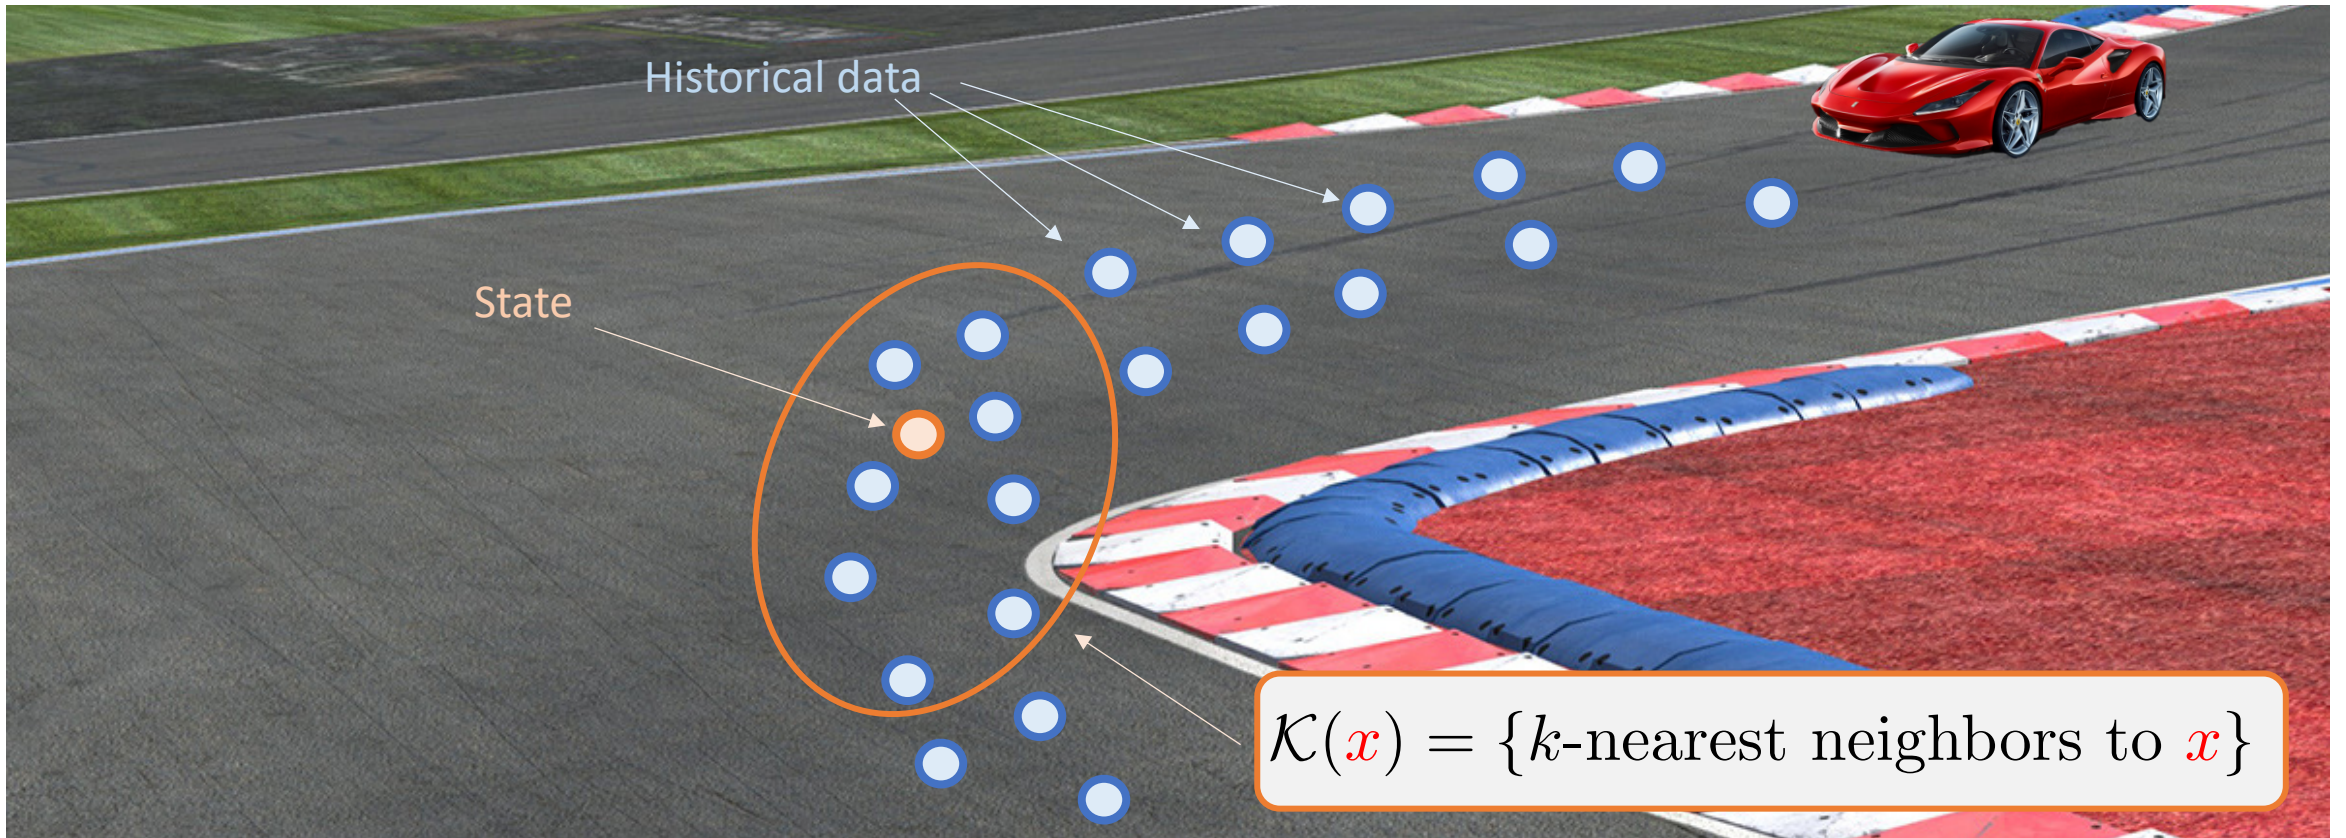 Historical data
State
𝒦(x) = {k-nearest neighbors to x}